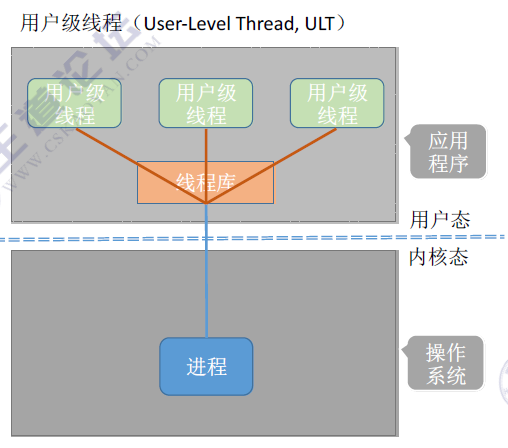 用户级线程（User-Level Thread, ULT）
用户级
线程
用户级
线程
用户级
线程
线程库
应用
程序
用户态
内核态
进程
操作
系统